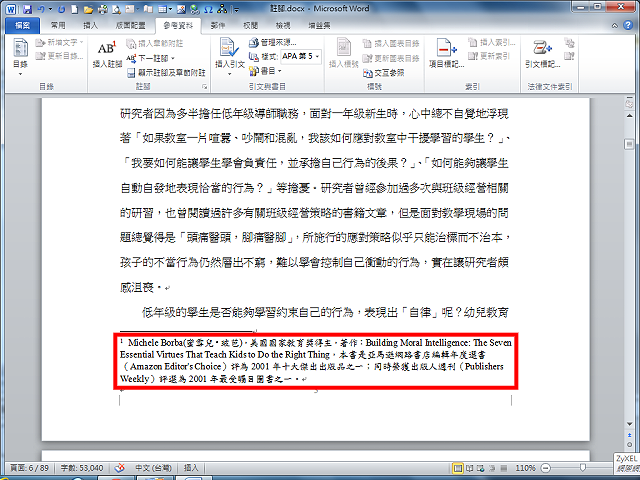 註腳.docx - Microsoft Word
檔案 常用 插入 版面配置 參考資料 郵件 校閱 檢視 增益集
目錄
新增文字
更新目錄
目錄
AB
插入註腳
插入章節附註
下一註腳
顯示註腳及章節附註
註腳
插入引文
管理來源...
樣式: APA 第 5
書目
引文與書目
插入標號
插入圖表目錄
更新圖表目錄
交互參照
標號
項目標記...
插入索引...
更新索引
索引
引文標記...
法律文件索引
研究者因為多半擔任低年級導師職務，面對一年級新生時，心中總不自覺地浮現
落「如果教室一片喧囂、吵鬧和混亂，我該如何應對教室中干擾學習的學生？」、
「我要如何能讓學生學會負責任，並承擔自己行為的後果？」、「如何能夠讓學生
自動自發地表現恰當的行為？」等擔憂。研究者曾經參加過多次與班級經營相關
的研習，也曾閱讀過許多有關班級經營策略的書籍文章，但是面對教學現場的問
題總覺得是「頭痛醫頭，腳痛醫腳」，所施行的應對策略似乎只能治標而不治本，
孩子的不當行為仍然層出不窮，難以學會控制自己衝動的行為，實在讓研究者頗
感沮喪。
低年級的學生是否能夠學習約束自己的行為，表現出「自律」呢？幼兒教育
1 Michele Borba(蜜雪兒‧玻芭)，美國國家教育獎得主。著作：Building Moral Intelligence: The Seven
Essential Virtues That Teach Kids to Do the Right Thing。本書是亞馬遜網路書店編輯年度選書
（Amazon Editor's Choice）評為 2001 年十大傑出出版品之一；同時榮獲出版人週刊（Publishers
Weekly）評選為 2001 年最受矚目圖書之一。
頁面: 6 / 89 字數: 53,040 中文 (台灣) 插入 110%
ZyXEL